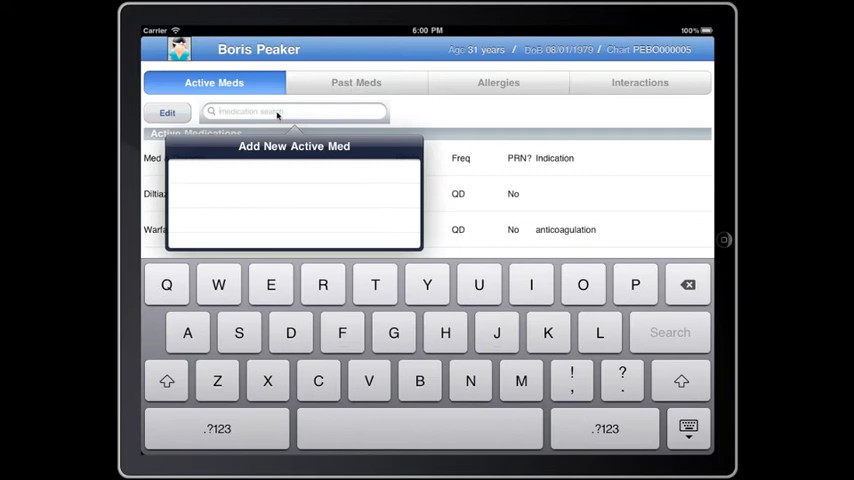 Carrier 6:00 PM 100%
Boris Peaker Age 31 years / DoB 08/01/1979 / Chart PEBO000005
Active Meds Past Meds Allergies Interactions
Edit medication search
Active Medications
Med Freq PRN? Indication
Add New Active Med
QD No
QD No anticoagulation
Q W E R T Y U I O P
A S D F G H J K L Search
Z X C V B N M ! , ? .
.?123 .?123